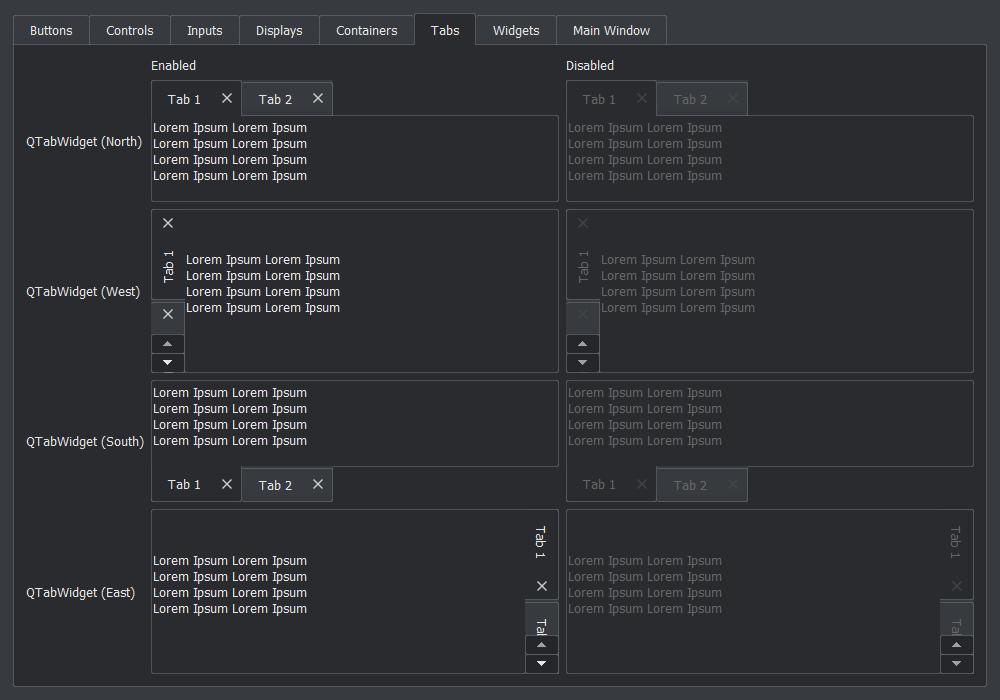 Buttons Controls Inputs Displays Containers Tabs Widgets Main Window
Enabled Disabled
Tab 1 Tab 2 Tab 1 Tab 2
QTabWidget (North)
Lorem Ipsum Lorem Ipsum Lorem Ipsum Lorem Ipsum
Lorem Ipsum Lorem Ipsum Lorem Ipsum Lorem Ipsum
Lorem Ipsum Lorem Ipsum Lorem Ipsum Lorem Ipsum
Lorem Ipsum Lorem Ipsum Lorem Ipsum Lorem Ipsum
QTabWidget (West)
Tab 1 Tab 1
Lorem Ipsum Lorem Ipsum Lorem Ipsum Lorem Ipsum
Lorem Ipsum Lorem Ipsum Lorem Ipsum Lorem Ipsum
Lorem Ipsum Lorem Ipsum Lorem Ipsum Lorem Ipsum
Lorem Ipsum Lorem Ipsum Lorem Ipsum Lorem Ipsum
QTabWidget (South)
Lorem Ipsum Lorem Ipsum Lorem Ipsum Lorem Ipsum
Lorem Ipsum Lorem Ipsum Lorem Ipsum Lorem Ipsum
Lorem Ipsum Lorem Ipsum Lorem Ipsum Lorem Ipsum
Lorem Ipsum Lorem Ipsum Lorem Ipsum Lorem Ipsum
Tab 1 Tab 2 Tab 1 Tab 2
QTabWidget (East)
Tab 1 Tab 1
Lorem Ipsum Lorem Ipsum Lorem Ipsum Lorem Ipsum
Lorem Ipsum Lorem Ipsum Lorem Ipsum Lorem Ipsum
Lorem Ipsum Lorem Ipsum Lorem Ipsum Lorem Ipsum
Lorem Ipsum Lorem Ipsum Lorem Ipsum Lorem Ipsum